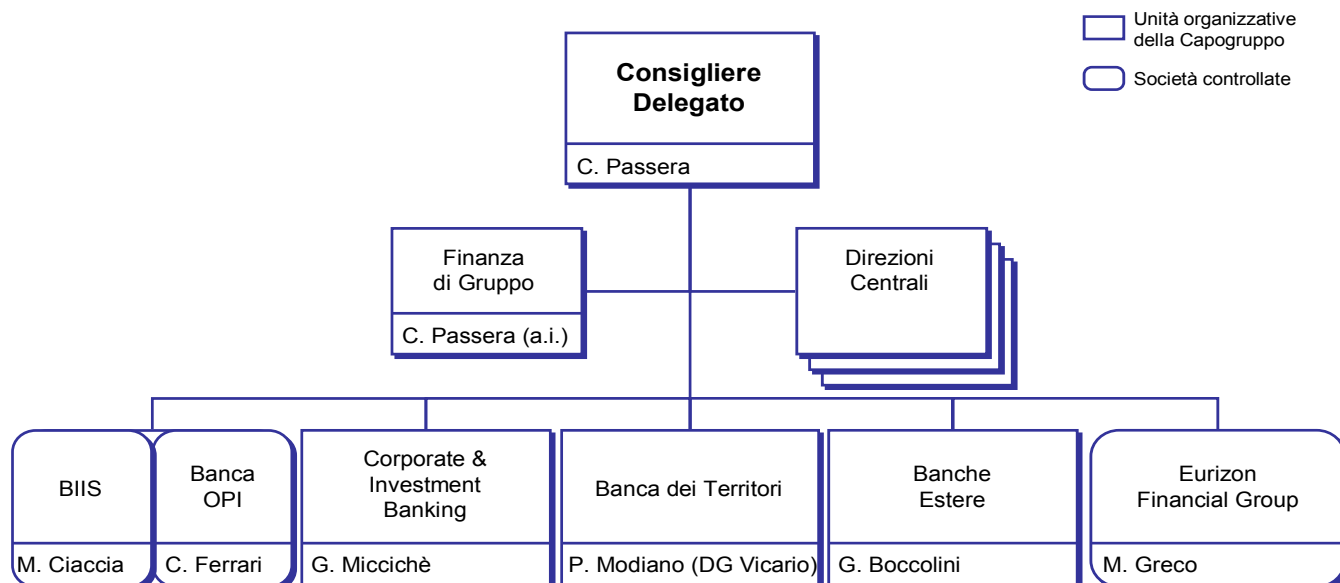 Unità organizzative
della Capogruppo
Società controllate
Consigliere
Delegato
C. Passera
Finanza
di Gruppo
C. Passera (a.i.)
Direzioni
Centrali
BIIS
M. Ciaccia
Banca
OPI
C. Ferrari
Corporate &
Investment
Banking
G. Miccichè
Banca dei Territori
P. Modiano (DG Vicario)
Banche
Estere
G. Boccolini
Eurizon
Financial Group
M. Greco